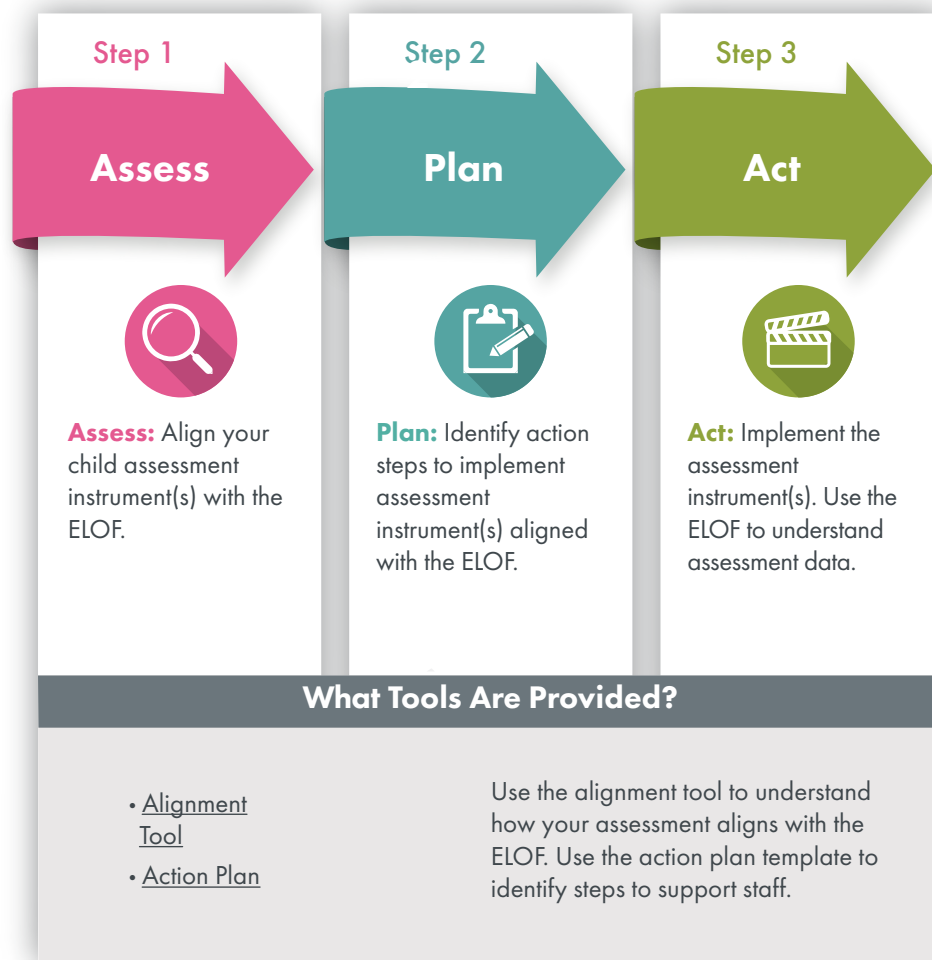 Step 1
Assess
Assess: Align your
child assessment
instrument(s) with the
ELOF.
Step 2
Plan
Plan: Identify action
steps to implement
assessment
instrument(s) aligned
with the ELOF.
Step 3
Act
Act: Implement the
assessment
instrument(s). Use the
ELOF to understand
assessment data.
What Tools Are Provided?
• Alignment
Tool
• Action Plan
Use the alignment tool to understand
how your assessment aligns with the
ELOF. Use the action plan template to
identify steps to support staff.